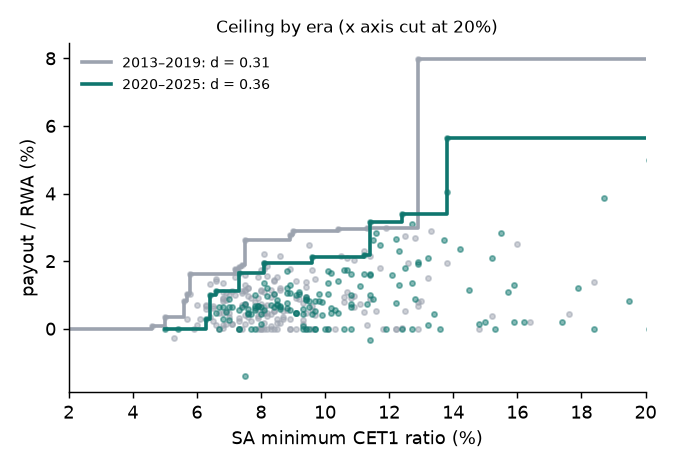 Ceiling by era (x axis cut at 20%)
2013–2019: d = 0.31
2020–2025: d = 0.36
payout / RWA (%)
8
6
4
2
0
2 4 6 8 10 12 14 16 18 20
SA minimum CET1 ratio (%)